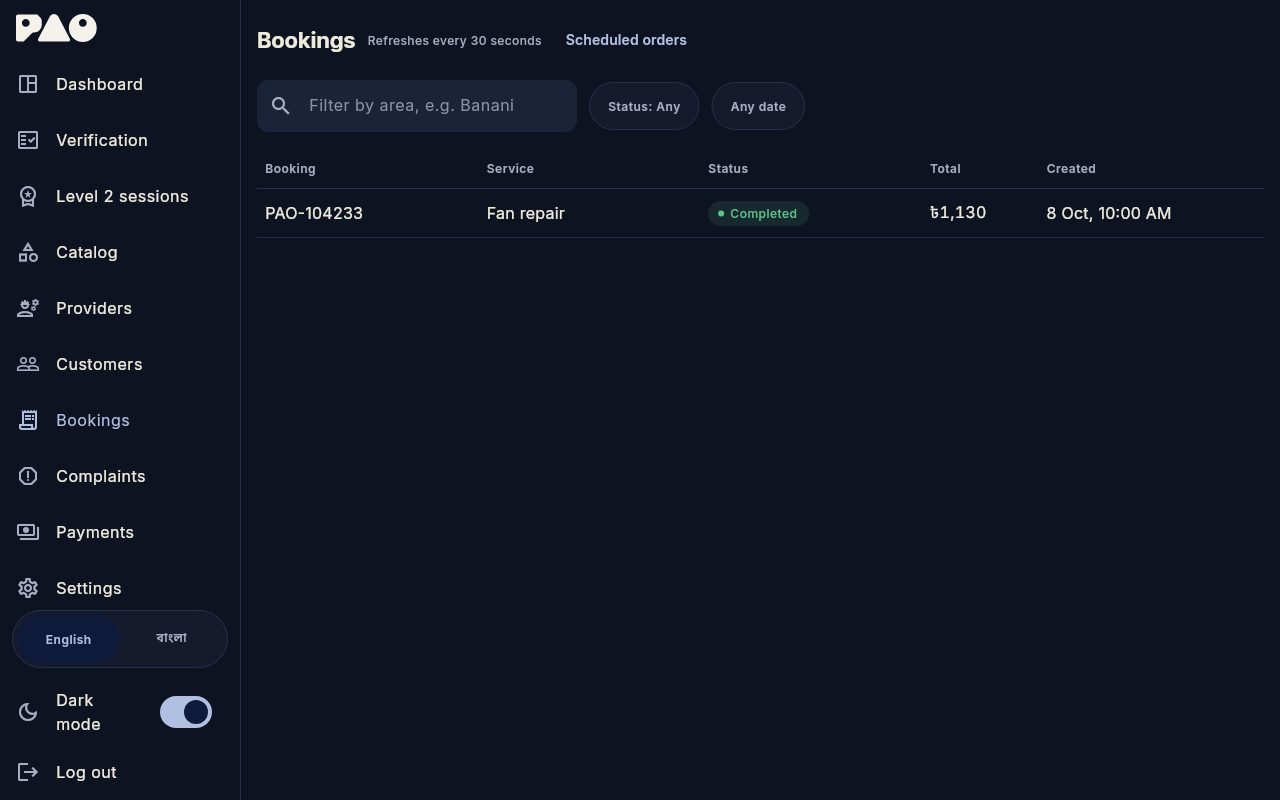 PAO
Bookings Refreshes every 30 seconds Scheduled orders
Filter by area, e.g. Banani Status: Any Any date
Booking Service Status Total Created
PAO-104233 Fan repair Completed ৳1,130 8 Oct, 10:00 AM
Dashboard
Verification
Level 2 sessions
Catalog
Providers
Customers
Bookings
Complaints
Payments
Settings
English বাংলা
Dark
mode
Log out